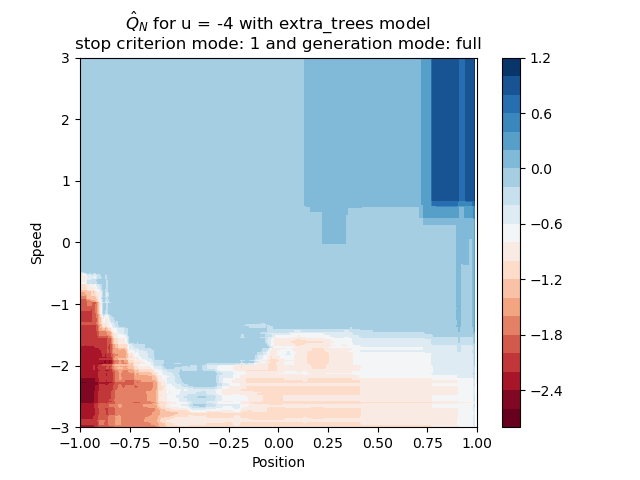 Q̂_N for u = -4 with extra_trees model
stop criterion mode: 1 and generation mode: full
3
2
1
0
−1
−2
−3
Speed
−1.00 −0.75 −0.50 −0.25 0.00 0.25 0.50 0.75 1.00
Position
1.2
0.6
0.0
−0.6
−1.2
−1.8
−2.4